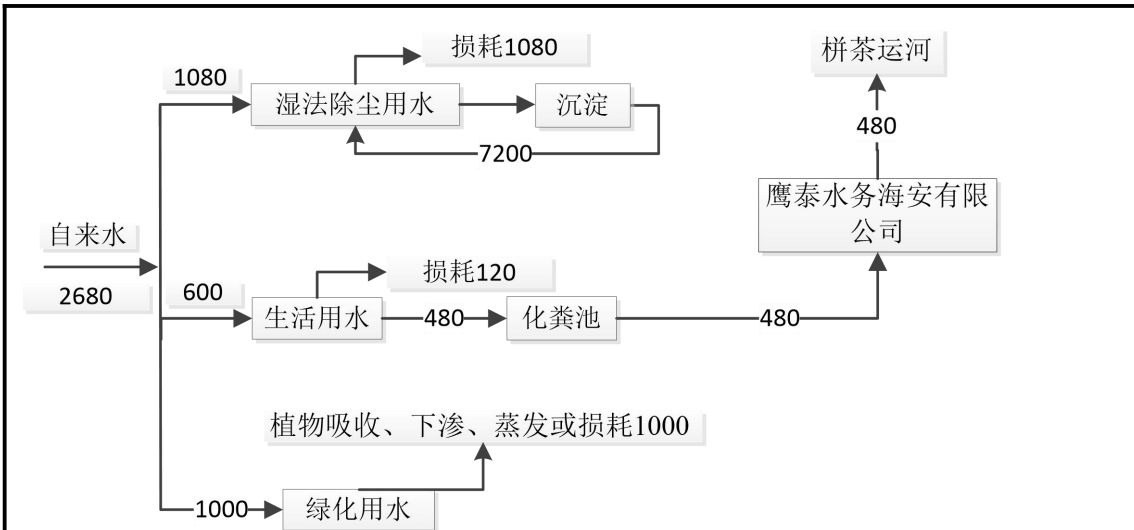 损耗1080
栟茶运河
1080
湿法除尘用水
沉淀
480
7200
鹰泰水务海安有限
公司
自来水
损耗120
2680
600
生活用水
480
化粪池
480
植物吸收、下渗、蒸发或损耗1000
1000
绿化用水